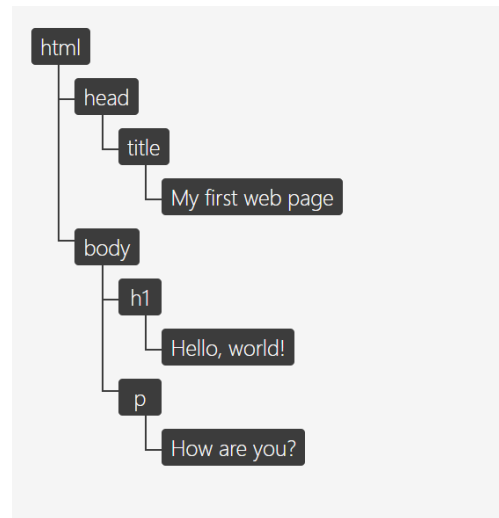 html
head
title
My first web page
body
h1
Hello, world!
p
How are you?